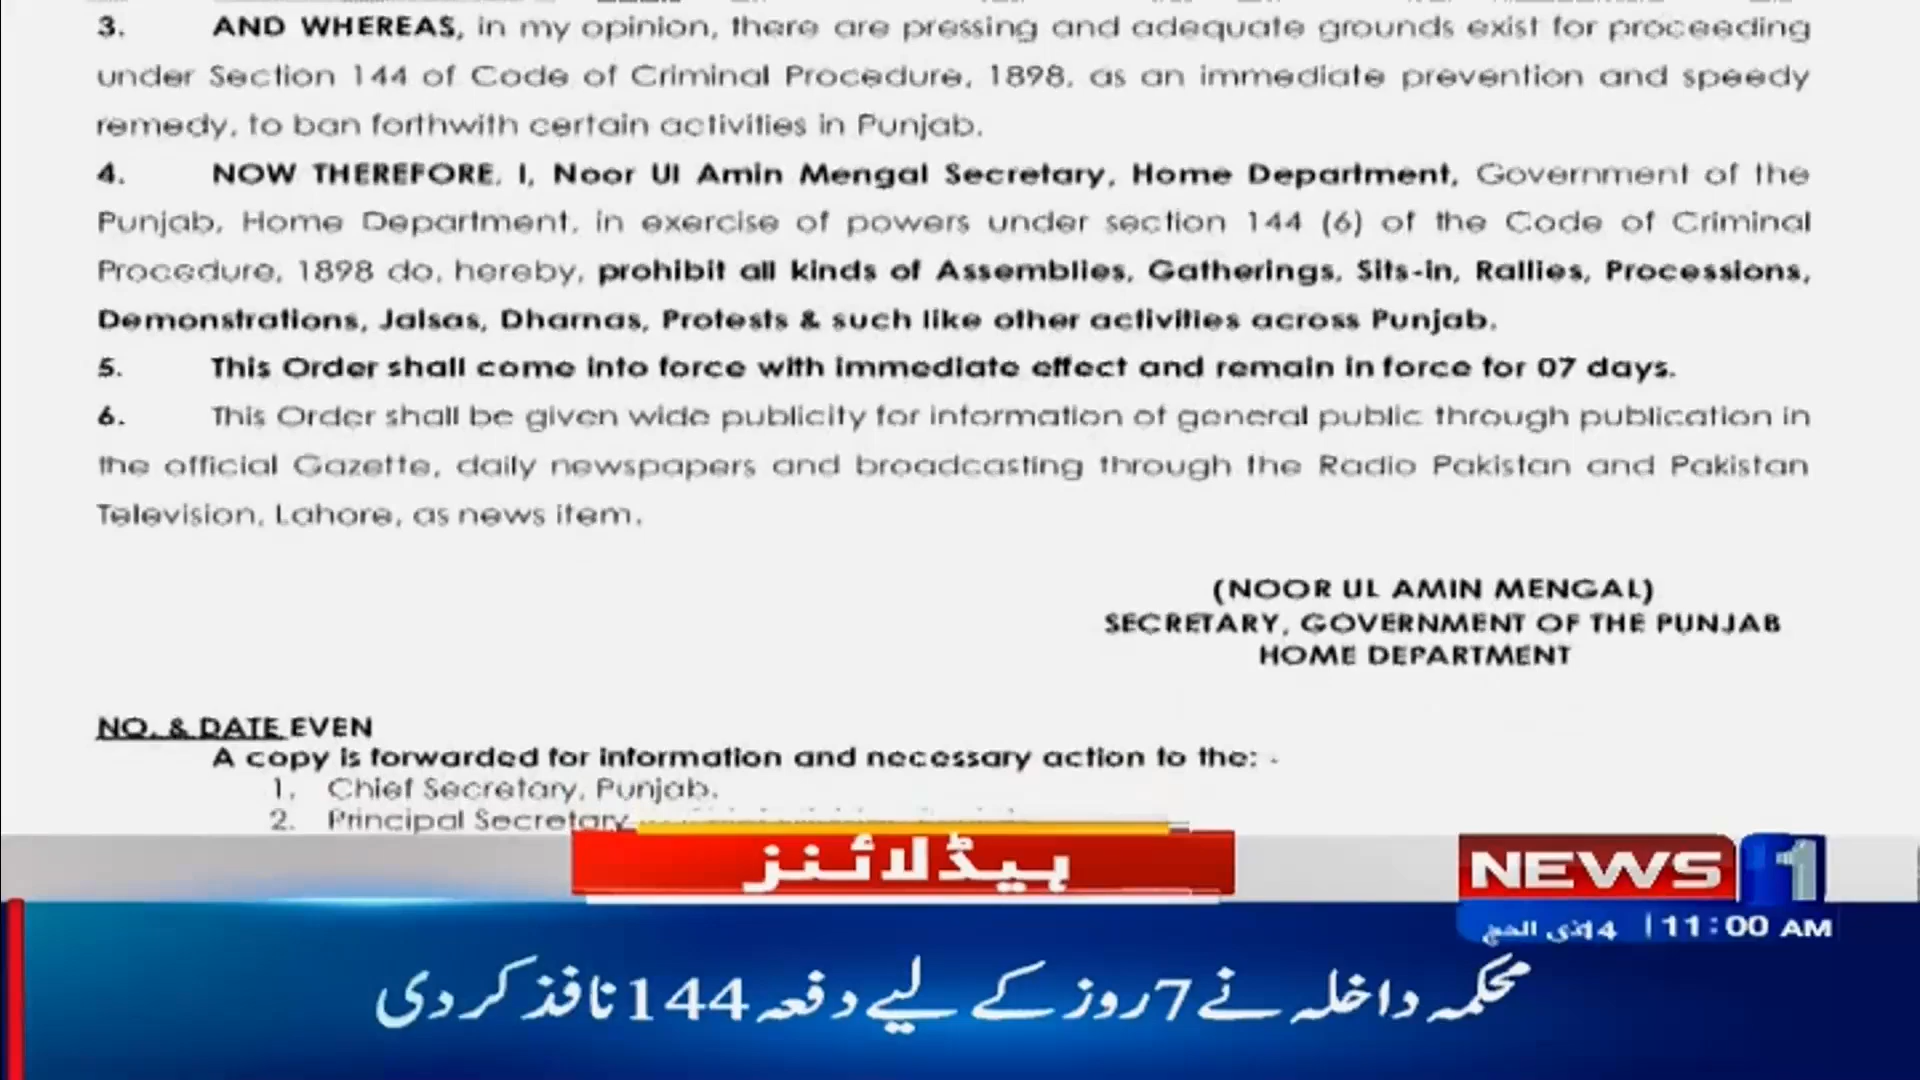 3. AND WHEREAS, in my opinion, there are pressing and adequate grounds exist for proceeding
under Section 144 of Code of Criminal Procedure, 1898, as an immediate prevention and speedy
remedy, to ban forthwith certain activities in Punjab.
4. NOW THEREFORE, I, Noor Ul Amin Mengal Secretary, Home Department, Government of the
Punjab, Home Department, in exercise of powers under section 144 (6) of the Code of Criminal
Procedure, 1898 do, hereby, prohibit all kinds of Assemblies, Gatherings, Sits-in, Rallies, Processions,
Demonstrations, Jalsas, Dharnas, Protests & such like other activities across Punjab.
5. This Order shall come into force with immediate effect and remain in force for 07 days.
6. This Order shall be given wide publicity for information of general public through publication in
the official Gazette, daily newspapers and broadcasting through the Radio Pakistan and Pakistan
Television, Lahore, as news item.
(NOOR UL AMIN MENGAL)
SECRETARY, GOVERNMENT OF THE PUNJAB
HOME DEPARTMENT
NO. & DATE EVEN
A copy is forwarded for information and necessary action to the: -
1. Chief Secretary, Punjab.
2. Principal Secretary
ہیڈلائنز
NEWS 1
14 ذی الحج | 11:00 AM
محکمہ داخلہ نے 7 روز کے لیے دفعہ 144 نافذ کر دی